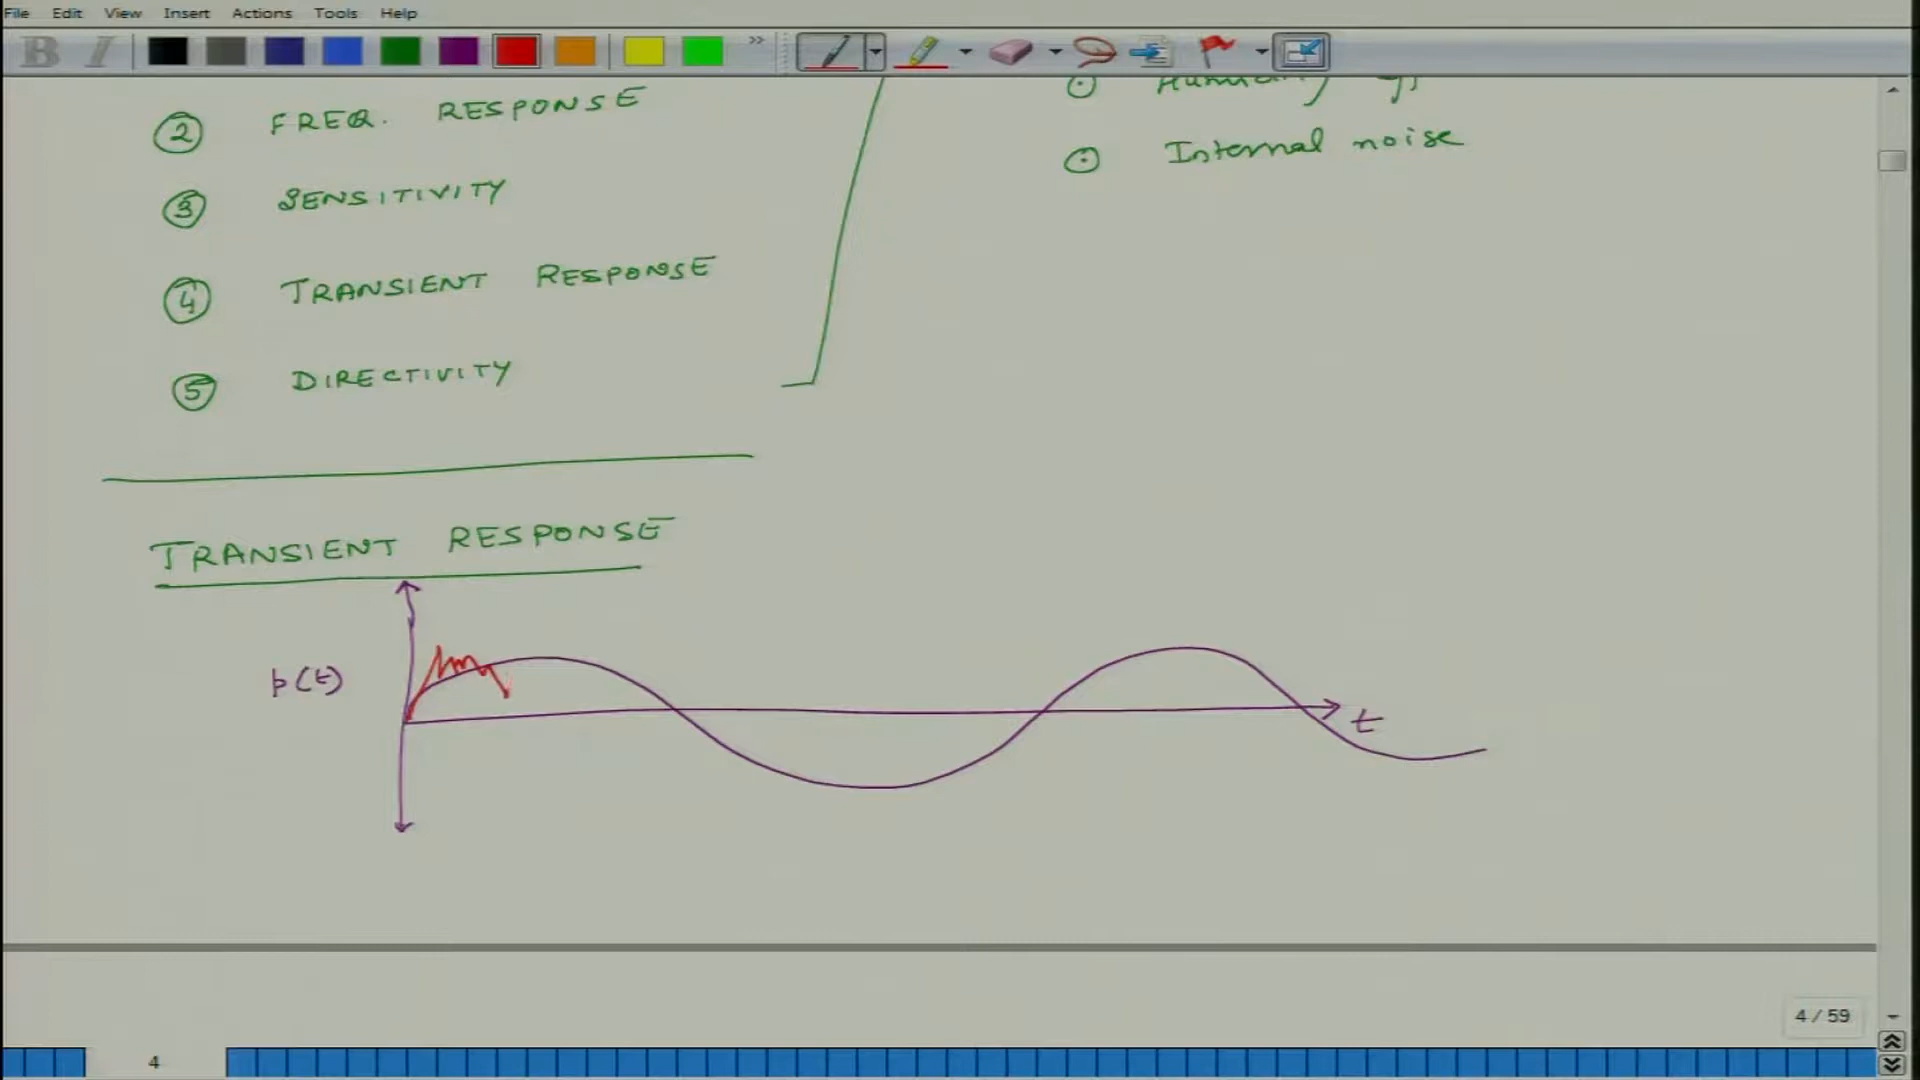 File Edit View Insert Actions Tools Help
B I
② FREQ. RESPONSE
③ SENSITIVITY
④ TRANSIENT RESPONSE
⑤ DIRECTIVITY
⊙
⊙ Internal noise
TRANSIENT RESPONSE
p(t)
t
4 / 59
4